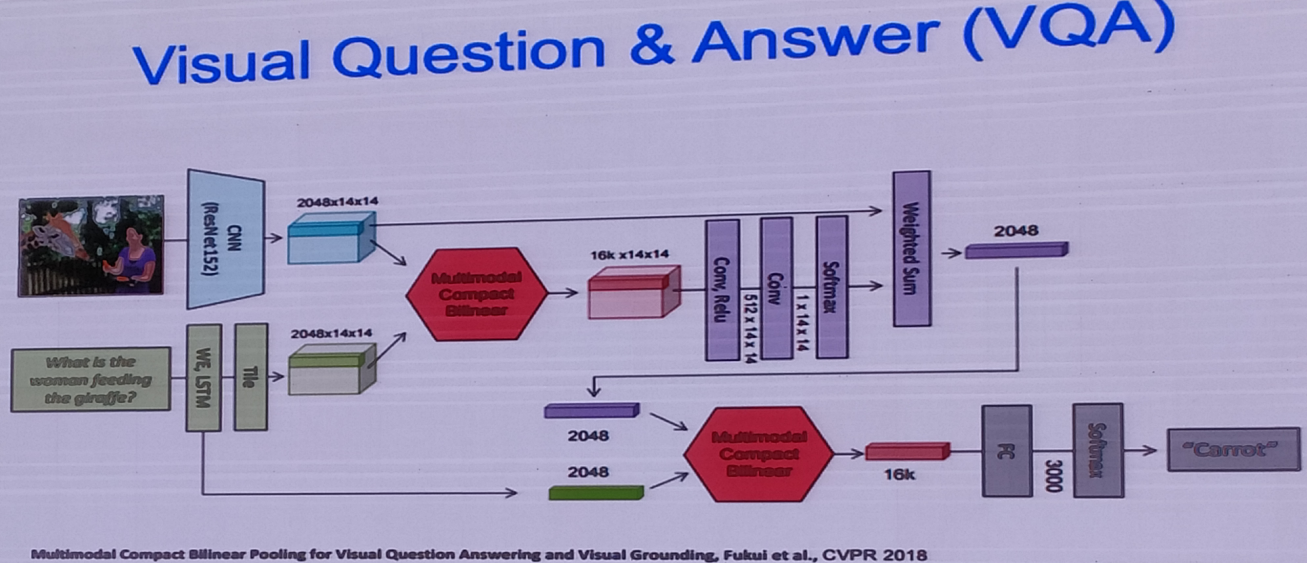 Visual Question & Answer (VQA)
CNN
(ResNet152)
2048x14x14
Multimodal
Compact
Bilinear
16k x14x14
Conv, Relu
512 x 14 x 14
Conv
1 x 14 x 14
Softmax
Weighted Sum
2048
What is the
woman feeding
the giraffe?
WE, LSTM
Tile
2048x14x14
2048
2048
Multimodal
Compact
Bilinear
16k
FC
3000
Softmax
"Carrot"
Multimodal Compact Bilinear Pooling for Visual Question Answering and Visual Grounding, Fukui et al., CVPR 2018